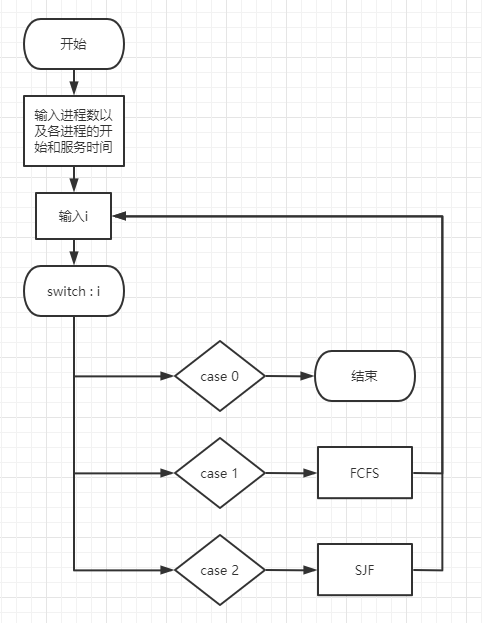 开始
输入进程数以
及各进程的开
始和服务时间
输入i
switch : i
case 0
结束
case 1
FCFS
case 2
SJF